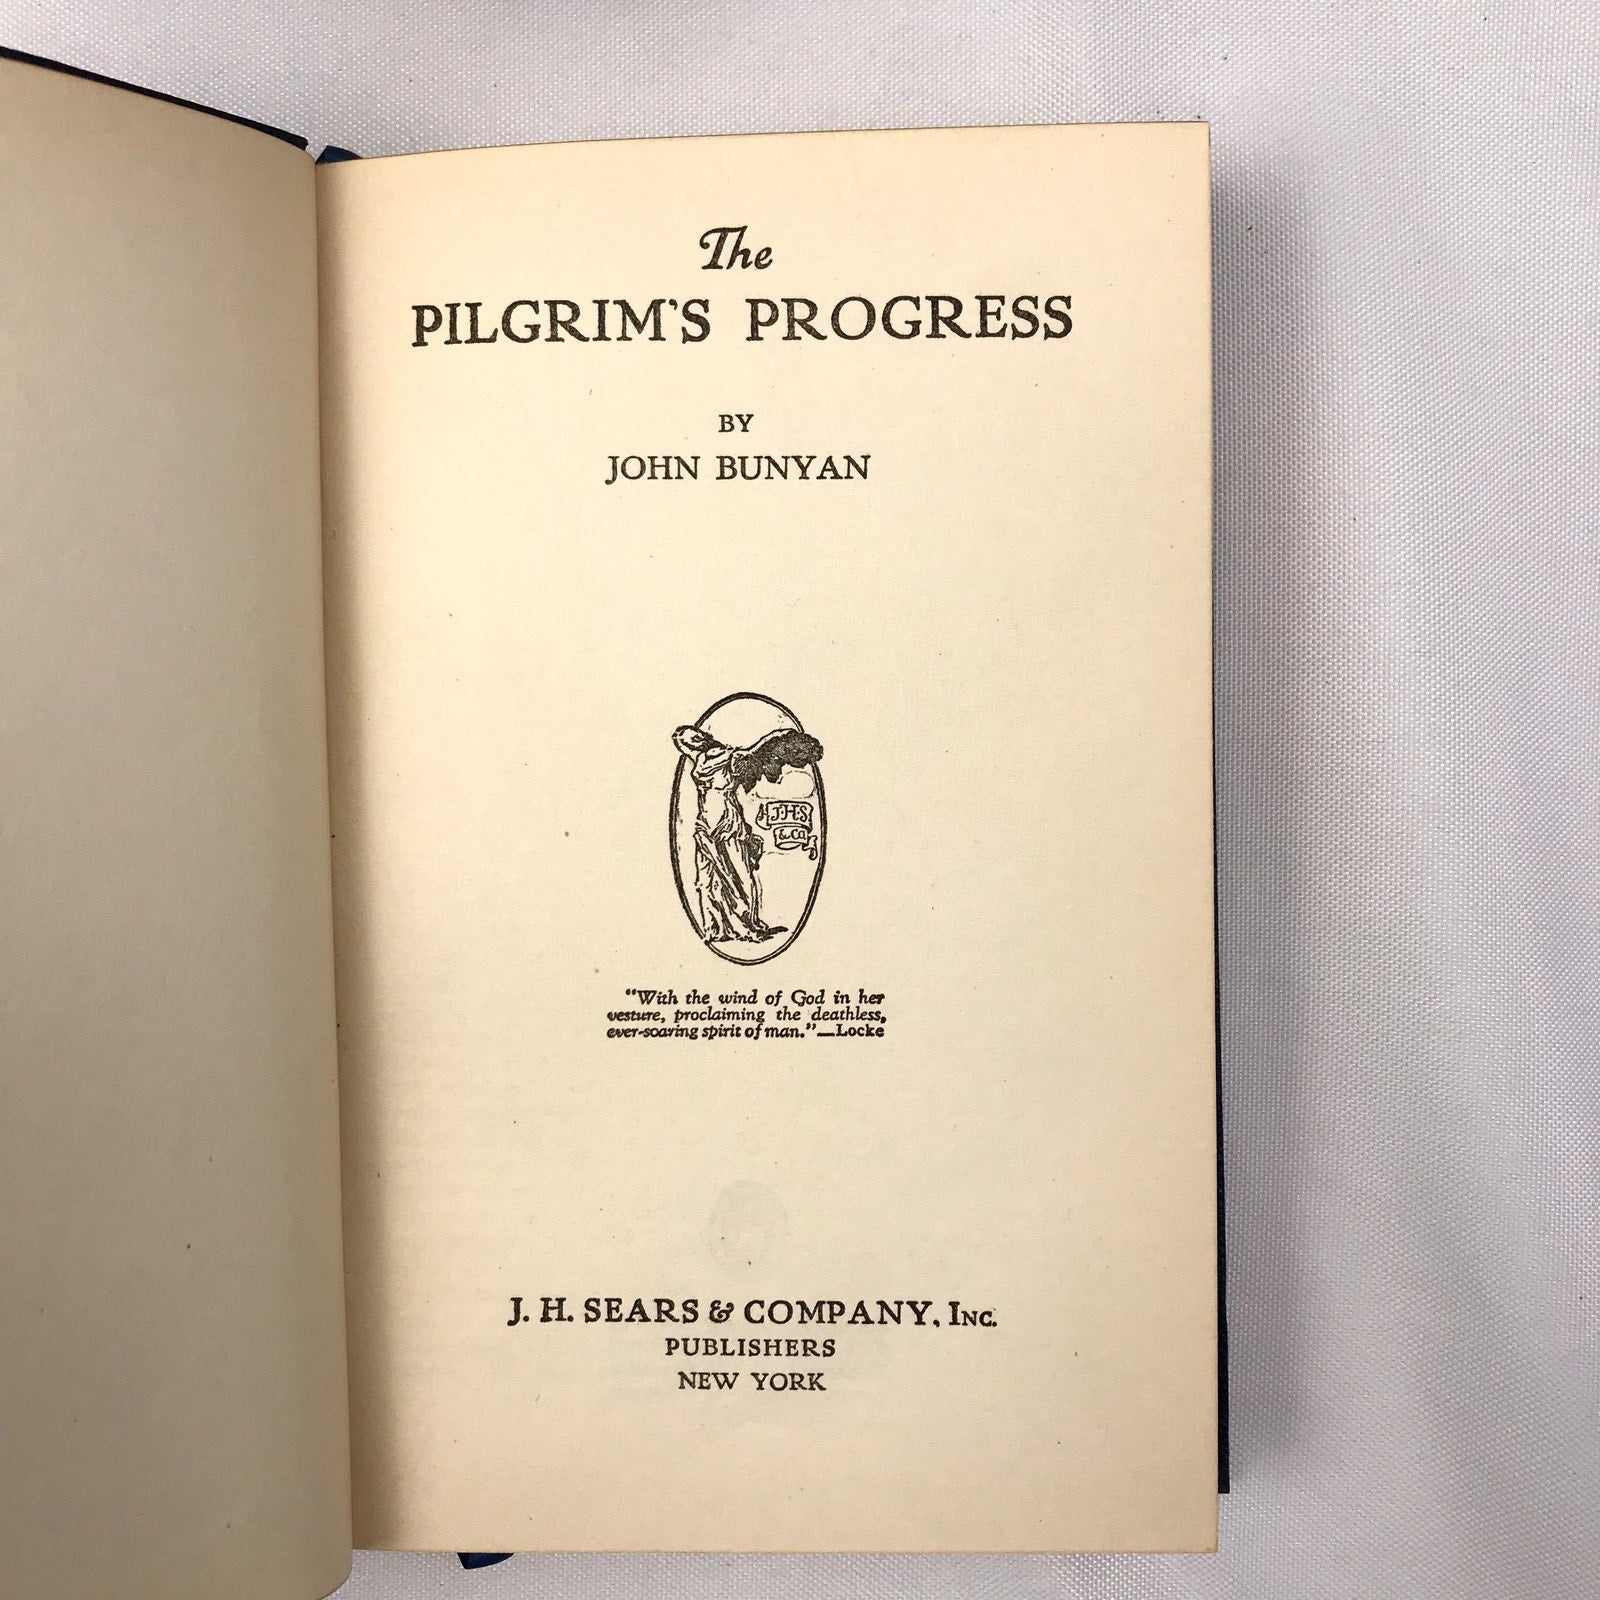 The
PILGRIM'S PROGRESS
BY
JOHN BUNYAN
J.H.S
& CO.
"With the wind of God in her
vesture, proclaiming the deathless,
ever-soaring spirit of man."—Locke
J. H. SEARS & COMPANY, INC.
PUBLISHERS
NEW YORK